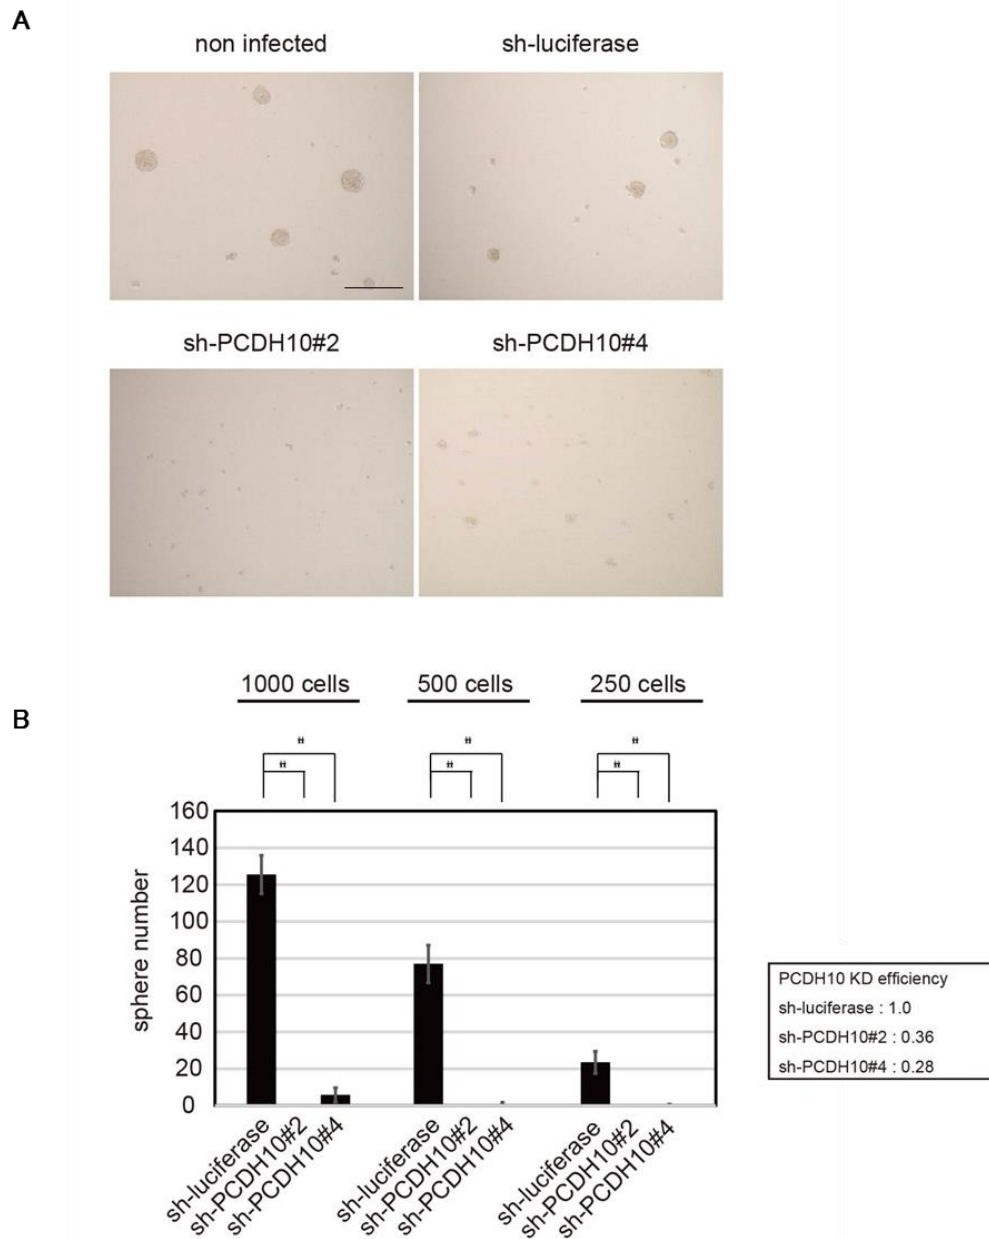 A
non infected
sh-luciferase
sh-PCDH10#2
sh-PCDH10#4
B
1000 cells
500 cells
250 cells
**
**
**
**
**
**
sphere number
160
140
120
100
80
60
40
20
0
sh-luciferase
sh-PCDH10#2
sh-PCDH10#4
sh-luciferase
sh-PCDH10#2
sh-PCDH10#4
sh-luciferase
sh-PCDH10#2
sh-PCDH10#4
PCDH10 KD efficiency
sh-luciferase : 1.0
sh-PCDH10#2 : 0.36
sh-PCDH10#4 : 0.28